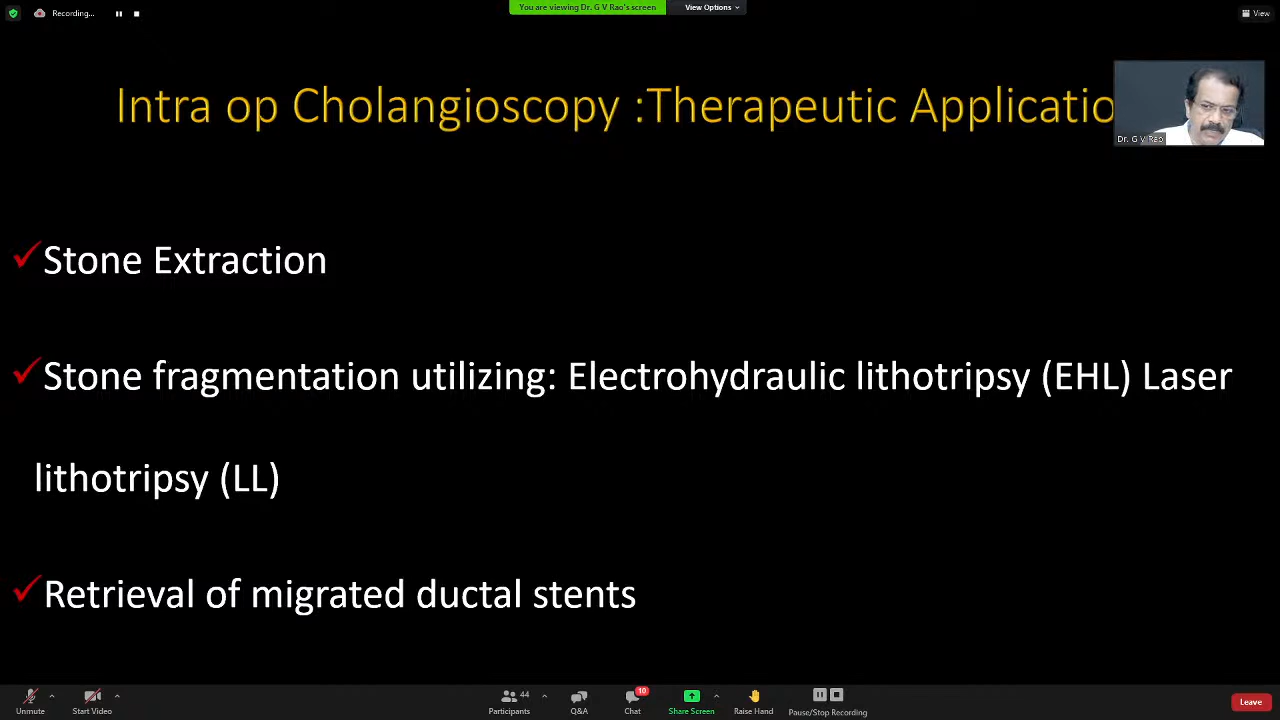 Recording...
You are viewing Dr. G V Rao's screen
View Options
View
Intra op Cholangioscopy :Therapeutic Applicatio
Dr. G V Rao
Stone Extraction
Stone fragmentation utilizing: Electrohydraulic lithotripsy (EHL) Laser
lithotripsy (LL)
Retrieval of migrated ductal stents
Unmute
Start Video
44
Participants
Q&A
10
Chat
Share Screen
Raise Hand
Pause/Stop Recording
Leave